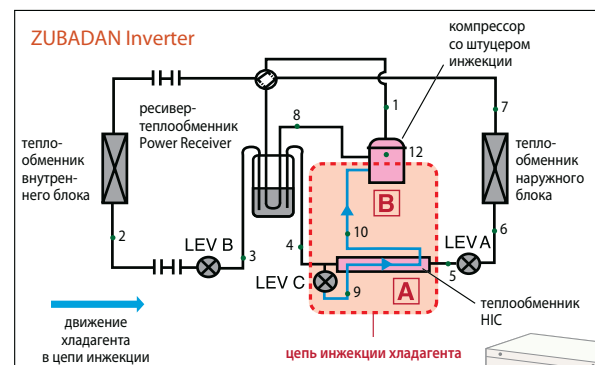 ZUBADAN Inverter
компрессор
со штуцером
инжекции
ресивер-
теплообменник
Power Receiver
1
7
8
12
тепло-
обменник
внутрен-
него блока
тепло-
обменник
наружного
блока
B
2
LEV B
3
4
10
LEV A
6
5
LEV C
9
A
теплообменник
HIC
движение
хладагента
в цепи инжекции
цепь инжекции хладагента